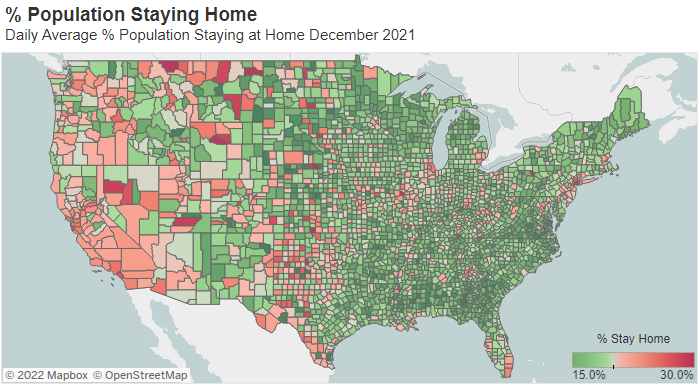 % Population Staying Home
Daily Average % Population Staying at Home December 2021
% Stay Home
15.0% 30.0%
© 2022 Mapbox © OpenStreetMap